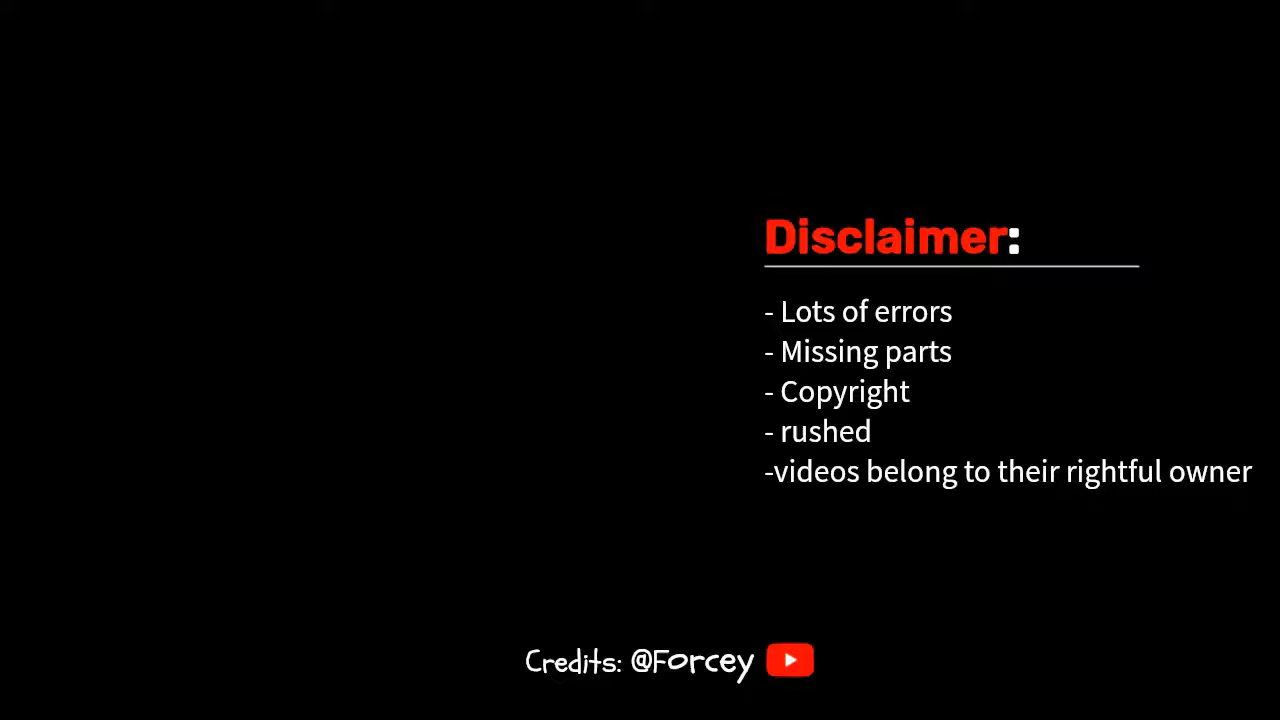 Disclaimer:
- Lots of errors
- Missing parts
- Copyright
- rushed
-videos belong to their rightful owner
Credits: @Forcey